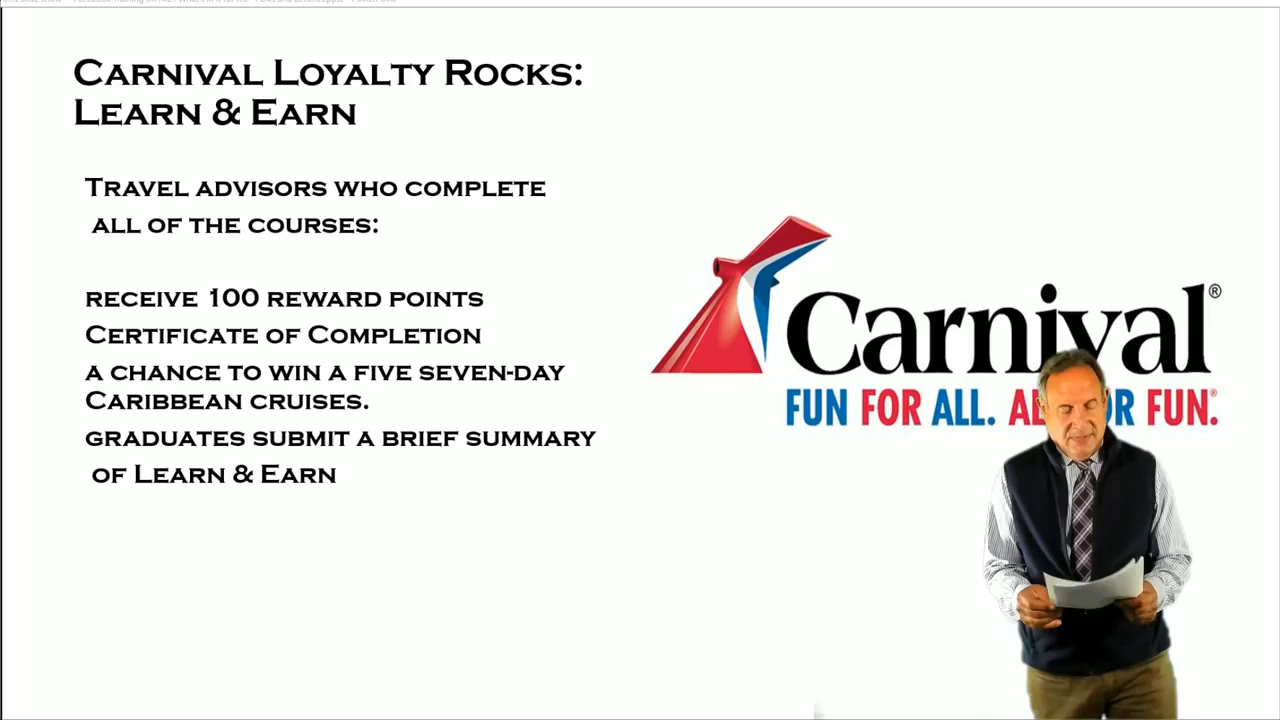 Carnival Loyalty Rocks:
Learn & Earn
Travel advisors who complete
all of the courses:
receive 100 reward points
Certificate of Completion
a chance to win a five seven-day
Caribbean cruises.
graduates submit a brief summary
of Learn & Earn
Carnival®
FUN FOR ALL. AL OR FUN.®